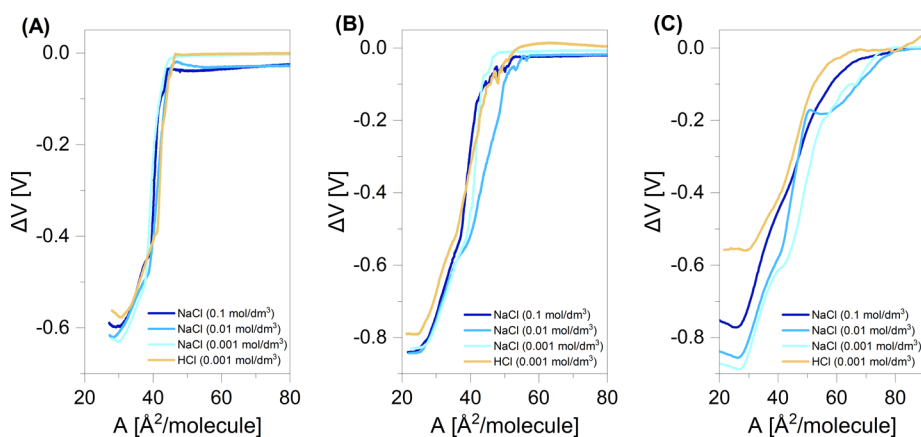 (A)
0.0
-0.2
-0.4
-0.6
ΔV [V]
NaCl (0.1 mol/dm³)
NaCl (0.01 mol/dm³)
NaCl (0.001 mol/dm³)
HCl (0.001 mol/dm³)
20 40 60 80
A [Å²/molecule]
(B)
0.0
-0.2
-0.4
-0.6
-0.8
ΔV [V]
NaCl (0.1 mol/dm³)
NaCl (0.01 mol/dm³)
NaCl (0.001 mol/dm³)
HCl (0.001 mol/dm³)
20 40 60 80
A [Å²/molecule]
(C)
0.0
-0.2
-0.4
-0.6
-0.8
ΔV [V]
NaCl (0.1 mol/dm³)
NaCl (0.01 mol/dm³)
NaCl (0.001 mol/dm³)
HCl (0.001 mol/dm³)
20 40 60 80
A [Å²/molecule]